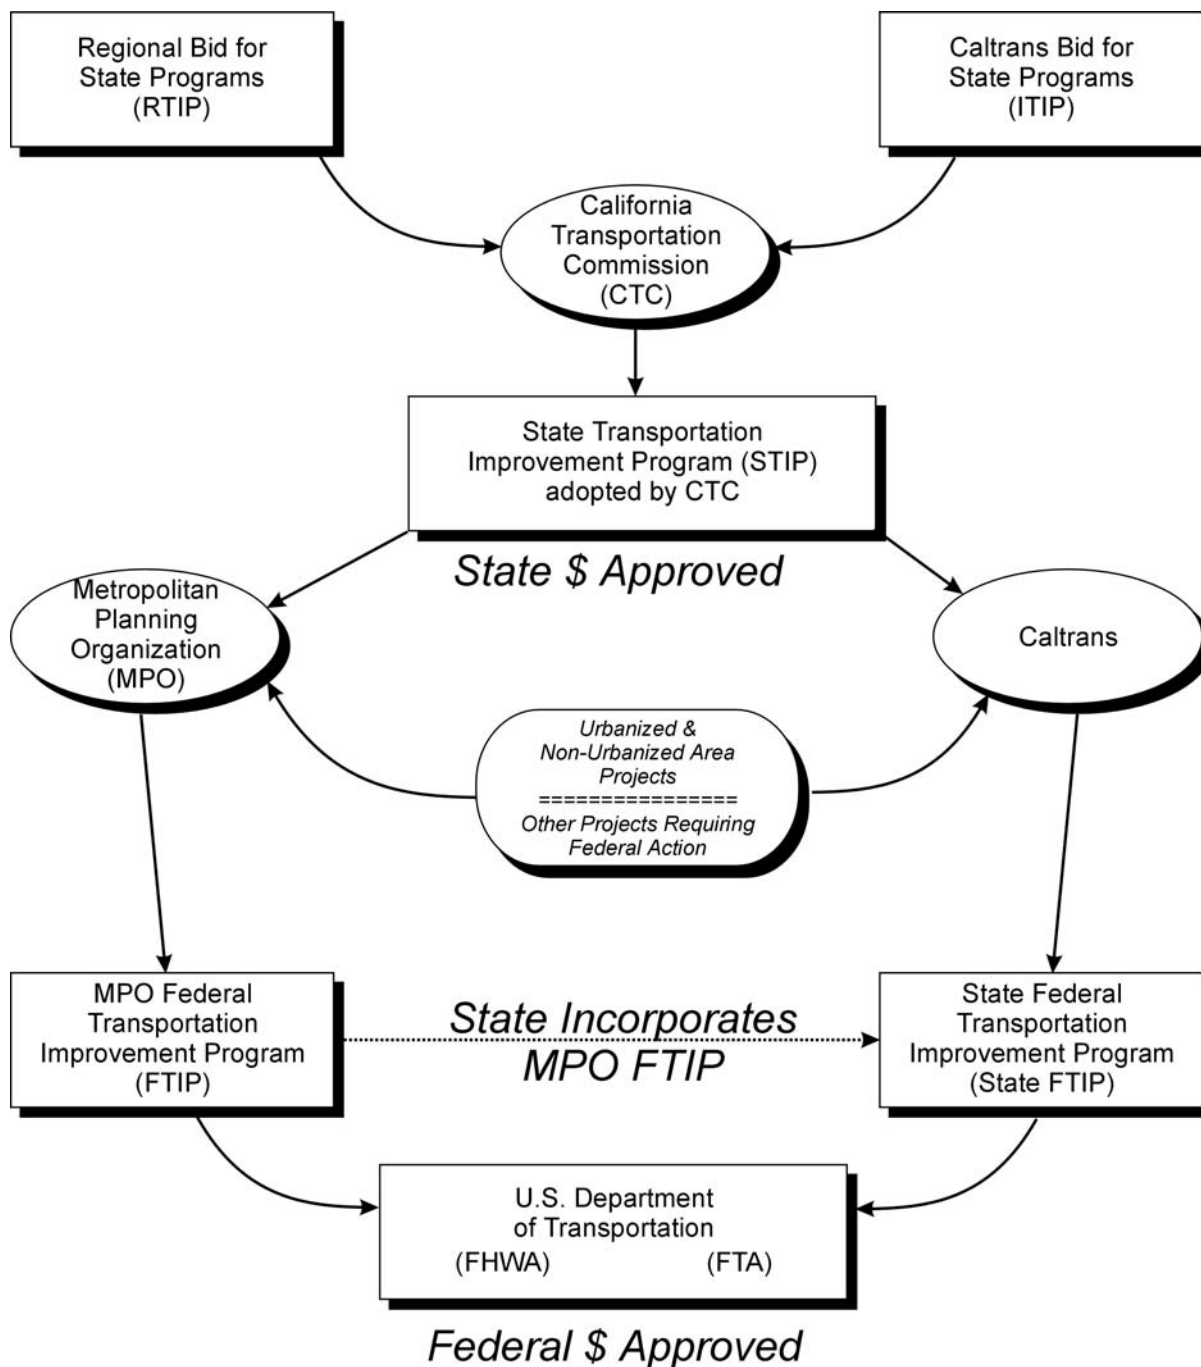 Regional Bid for
State Programs
(RTIP)
Caltrans Bid for
State Programs
(ITIP)
California
Transportation
Commission
(CTC)
State Transportation
Improvement Program (STIP)
adopted by CTC
State $ Approved
Metropolitan
Planning
Organization
(MPO)
Caltrans
Urbanized &
Non-Urbanized Area
Projects
================
Other Projects Requiring
Federal Action
MPO Federal
Transportation
Improvement Program
(FTIP)
State Incorporates
MPO FTIP
State Federal
Transportation
Improvement Program
(State FTIP)
U.S. Department
of Transportation
(FHWA) (FTA)
Federal $ Approved